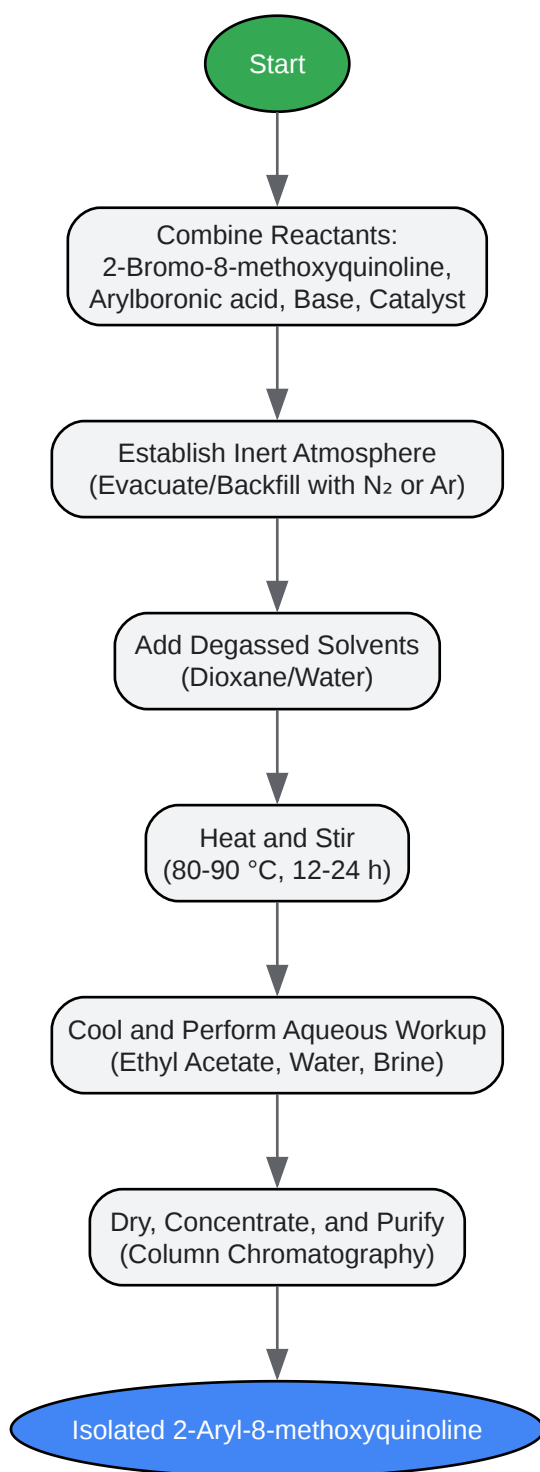 Start
Combine Reactants:
2-Bromo-8-methoxyquinoline,
Arylboronic acid, Base, Catalyst
Establish Inert Atmosphere
(Evacuate/Backfill with N₂ or Ar)
Add Degassed Solvents
(Dioxane/Water)
Heat and Stir
(80-90 °C, 12-24 h)
Cool and Perform Aqueous Workup
(Ethyl Acetate, Water, Brine)
Dry, Concentrate, and Purify
(Column Chromatography)
Isolated 2-Aryl-8-methoxyquinoline